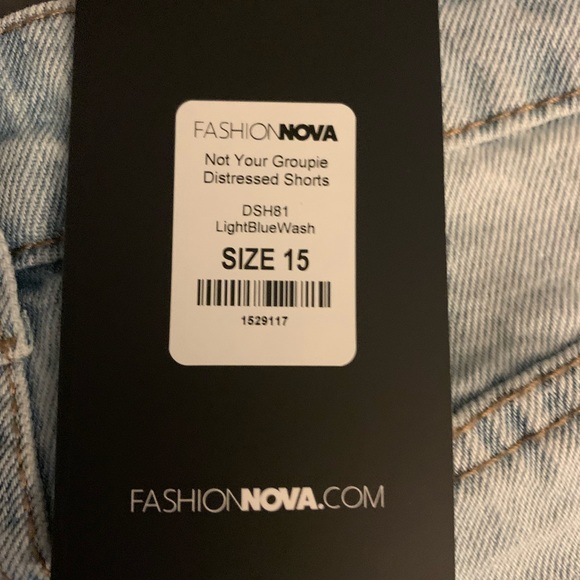 FASHIONNOVA
Not Your Groupie
Distressed Shorts
DSH81
LightBlueWash
SIZE 15
1529117
FASHIONNOVA.COM